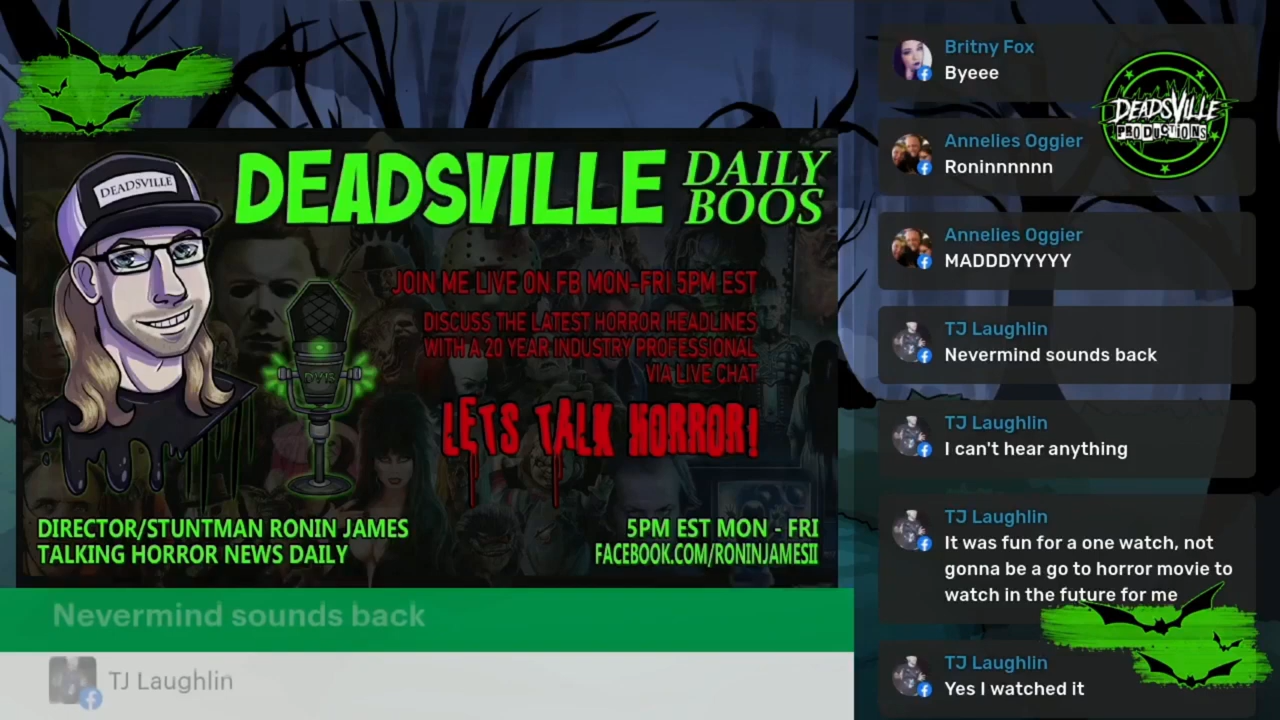 DEADSVILLE
DEADSVILLE
DAILY
BOOS
JOIN ME LIVE ON FB MON-FRI 5PM EST
DISCUSS THE LATEST HORROR HEADLINES
WITH A 20 YEAR INDUSTRY PROFESSIONAL
VIA LIVE CHAT
LETS TALK HORROR!
DVDB
DIRECTOR/STUNTMAN RONIN JAMES
TALKING HORROR NEWS DAILY
5PM EST MON - FRI
FACEBOOK.COM/RONINJAMESII
Nevermind sounds back
TJ Laughlin
Britny Fox
Byeee
DEADSVILLE
PRODUCTIONS
Annelies Oggier
Roninnnnnn
Annelies Oggier
MADDDYYYYY
TJ Laughlin
Nevermind sounds back
TJ Laughlin
I can't hear anything
TJ Laughlin
It was fun for a one watch, not
gonna be a go to horror movie to
watch in the future for me
TJ Laughlin
Yes I watched it